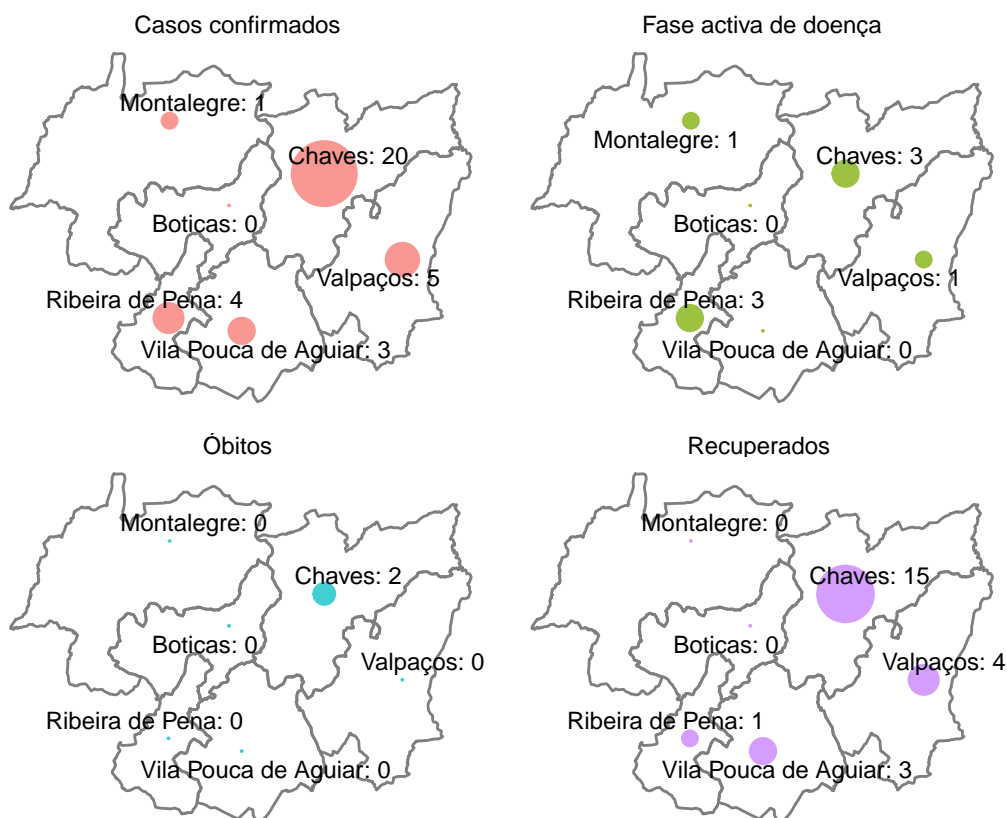 Casos confirmados
Montalegre: 1
Chaves: 20
Boticas: 0
Valpaços: 5
Ribeira de Pena: 4
Vila Pouca de Aguiar: 3
Fase activa de doença
Montalegre: 1
Chaves: 3
Boticas: 0
Valpaços: 1
Ribeira de Pena: 3
Vila Pouca de Aguiar: 0
Óbitos
Montalegre: 0
Chaves: 2
Boticas: 0
Valpaços: 0
Ribeira de Pena: 0
Vila Pouca de Aguiar: 0
Recuperados
Montalegre: 0
Chaves: 15
Boticas: 0
Valpaços: 4
Ribeira de Pena: 1
Vila Pouca de Aguiar: 3